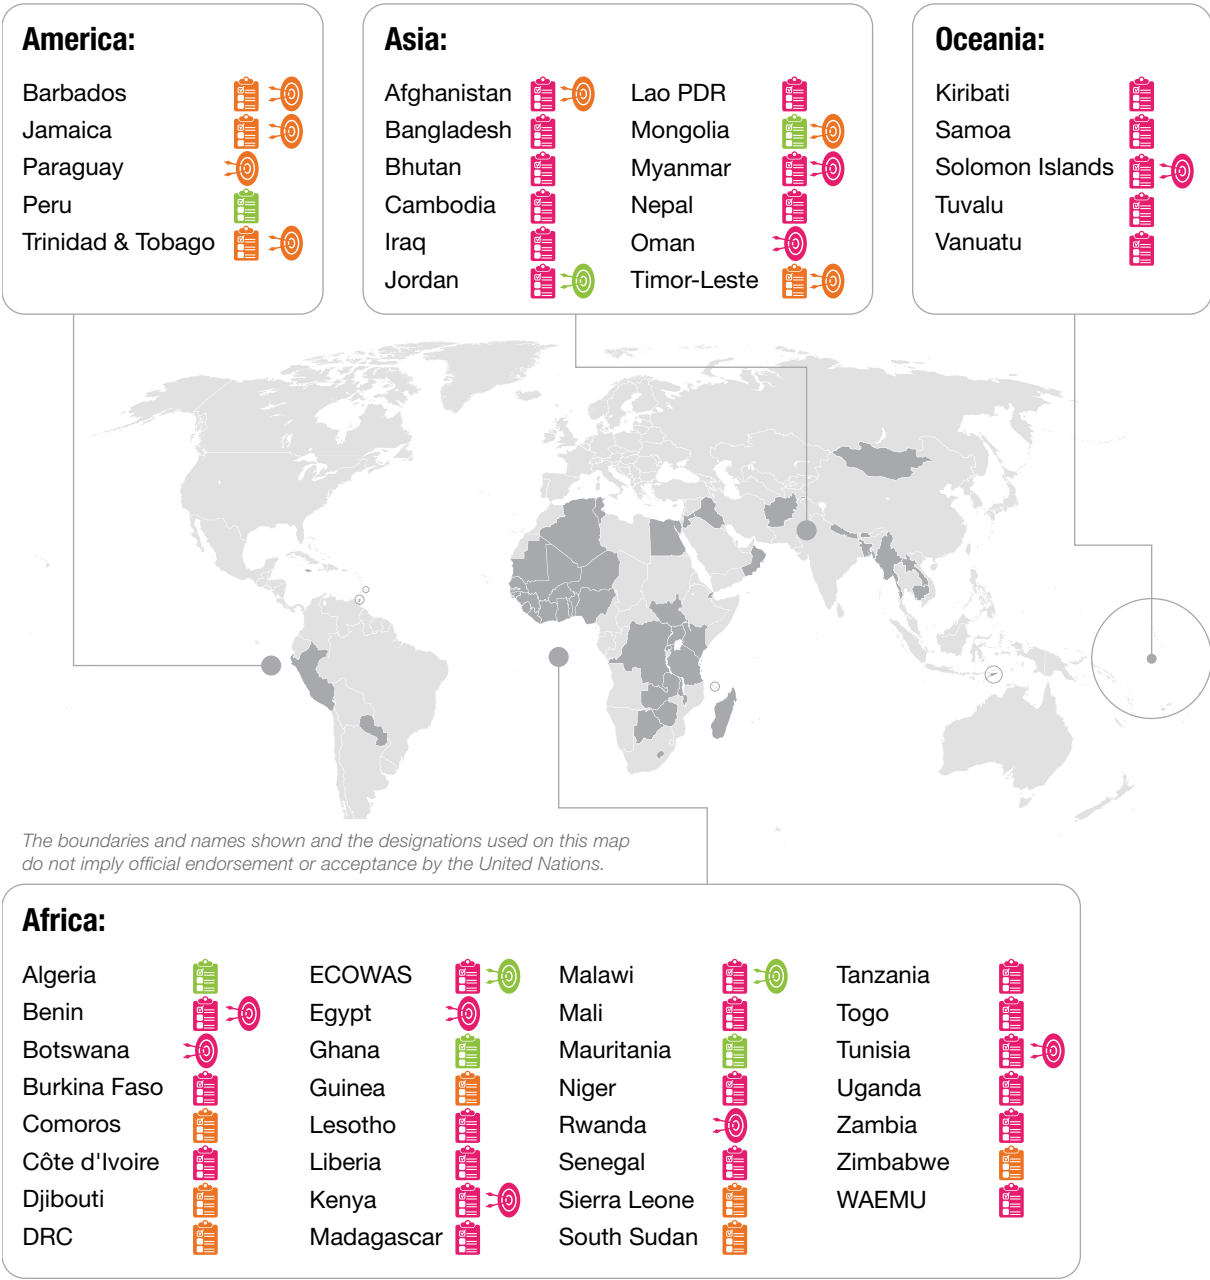 America:
Barbados
Jamaica
Paraguay
Peru
Trinidad & Tobago
Asia:
Afghanistan
Bangladesh
Bhutan
Cambodia
Iraq
Jordan
Lao PDR
Mongolia
Myanmar
Nepal
Oman
Timor-Leste
Oceania:
Kiribati
Samoa
Solomon Islands
Tuvalu
Vanuatu
The boundaries and names shown and the designations used on this map
do not imply official endorsement or acceptance by the United Nations.
Africa:
Algeria
Benin
Botswana
Burkina Faso
Comoros
Côte d'Ivoire
Djibouti
DRC
ECOWAS
Egypt
Ghana
Guinea
Lesotho
Liberia
Kenya
Madagascar
Malawi
Mali
Mauritania
Niger
Rwanda
Senegal
Sierra Leone
South Sudan
Tanzania
Togo
Tunisia
Uganda
Zambia
Zimbabwe
WAEMU